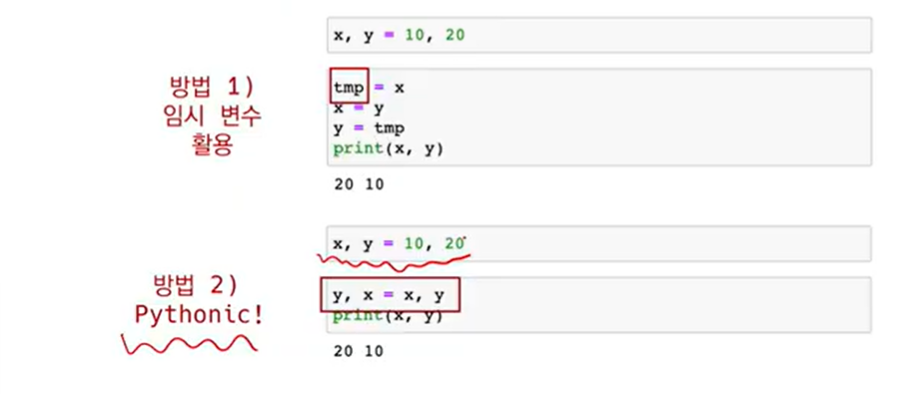 x, y = 10, 20
방법 1)
임시 변수
활용
tmp = x
x = y
y = tmp
print(x, y)
20 10
x, y = 10, 20
방법 2)
Pythonic!
y, x = x, y
print(x, y)
20 10